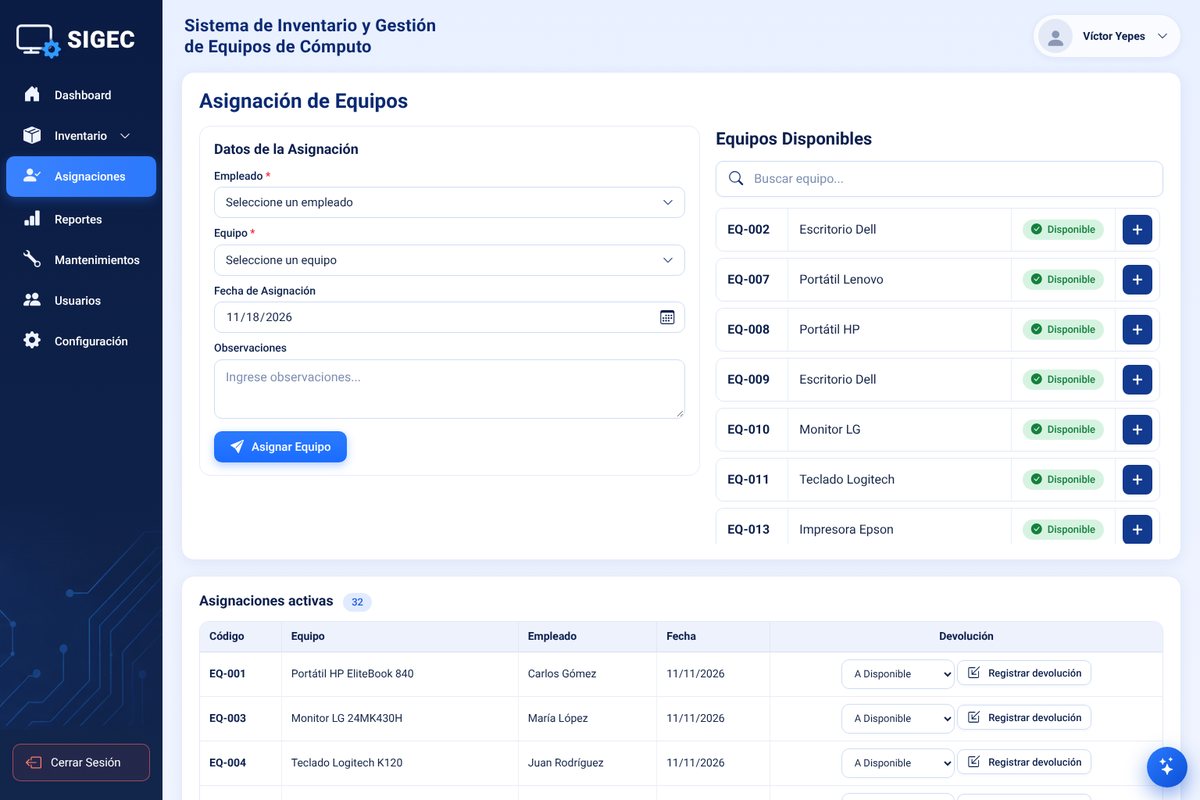 SIGEC
Dashboard
Inventario
Asignaciones
Reportes
Mantenimientos
Usuarios
Configuración
Cerrar Sesión
Sistema de Inventario y Gestión
de Equipos de Cómputo
Víctor Yepes
Asignación de Equipos
Datos de la Asignación
Empleado *
Seleccione un empleado
Equipo *
Seleccione un equipo
Fecha de Asignación
11/18/2026
Observaciones
Ingrese observaciones...
Asignar Equipo
Equipos Disponibles
Buscar equipo...
EQ-002 Escritorio Dell Disponible +
EQ-007 Portátil Lenovo Disponible +
EQ-008 Portátil HP Disponible +
EQ-009 Escritorio Dell Disponible +
EQ-010 Monitor LG Disponible +
EQ-011 Teclado Logitech Disponible +
EQ-013 Impresora Epson Disponible +
Asignaciones activas 32
Código Equipo Empleado Fecha Devolución
EQ-001 Portátil HP EliteBook 840 Carlos Gómez 11/11/2026 A Disponible Registrar devolución
EQ-003 Monitor LG 24MK430H María López 11/11/2026 A Disponible Registrar devolución
EQ-004 Teclado Logitech K120 Juan Rodríguez 11/11/2026 A Disponible Registrar devolución